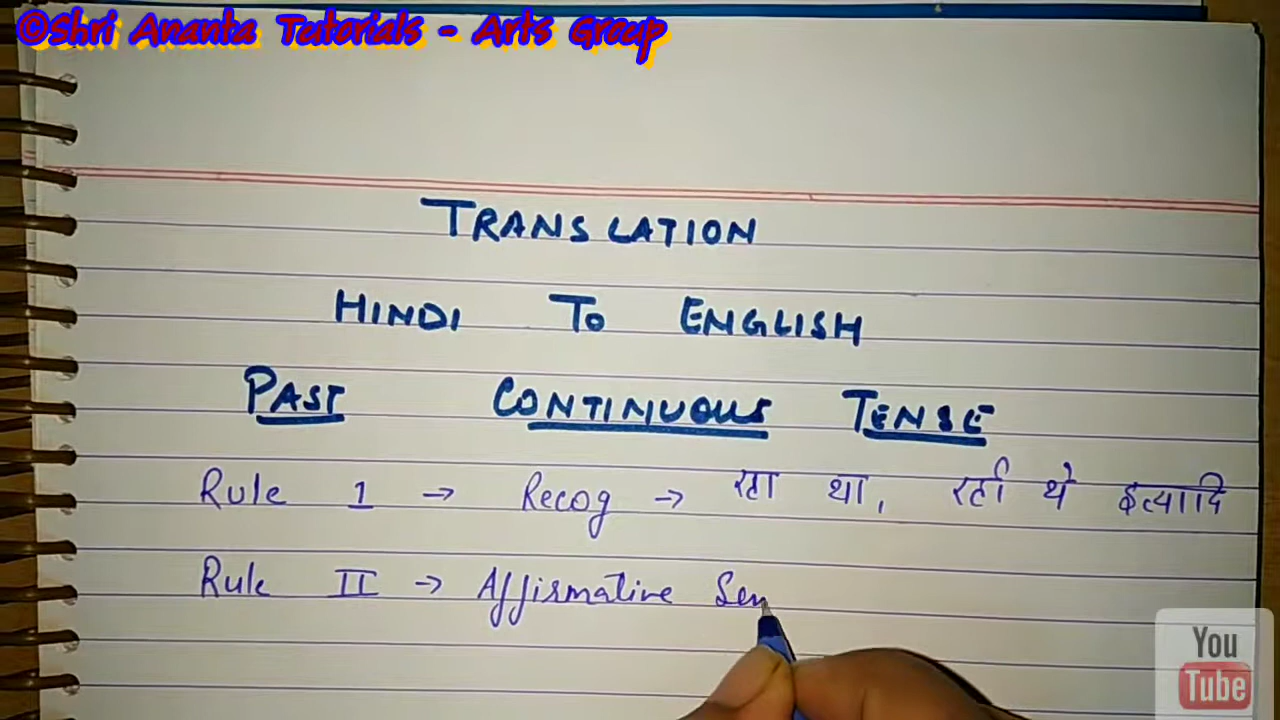 ©Shri Ananta Tutorials - Arts Group
TRANSLATION
HINDI TO ENGLISH
PAST CONTINUOUS TENSE
Rule 1 → Recog → रहा था, रर्हा थे इत्यादि
Rule II → Affirmative Sen
You
Tube